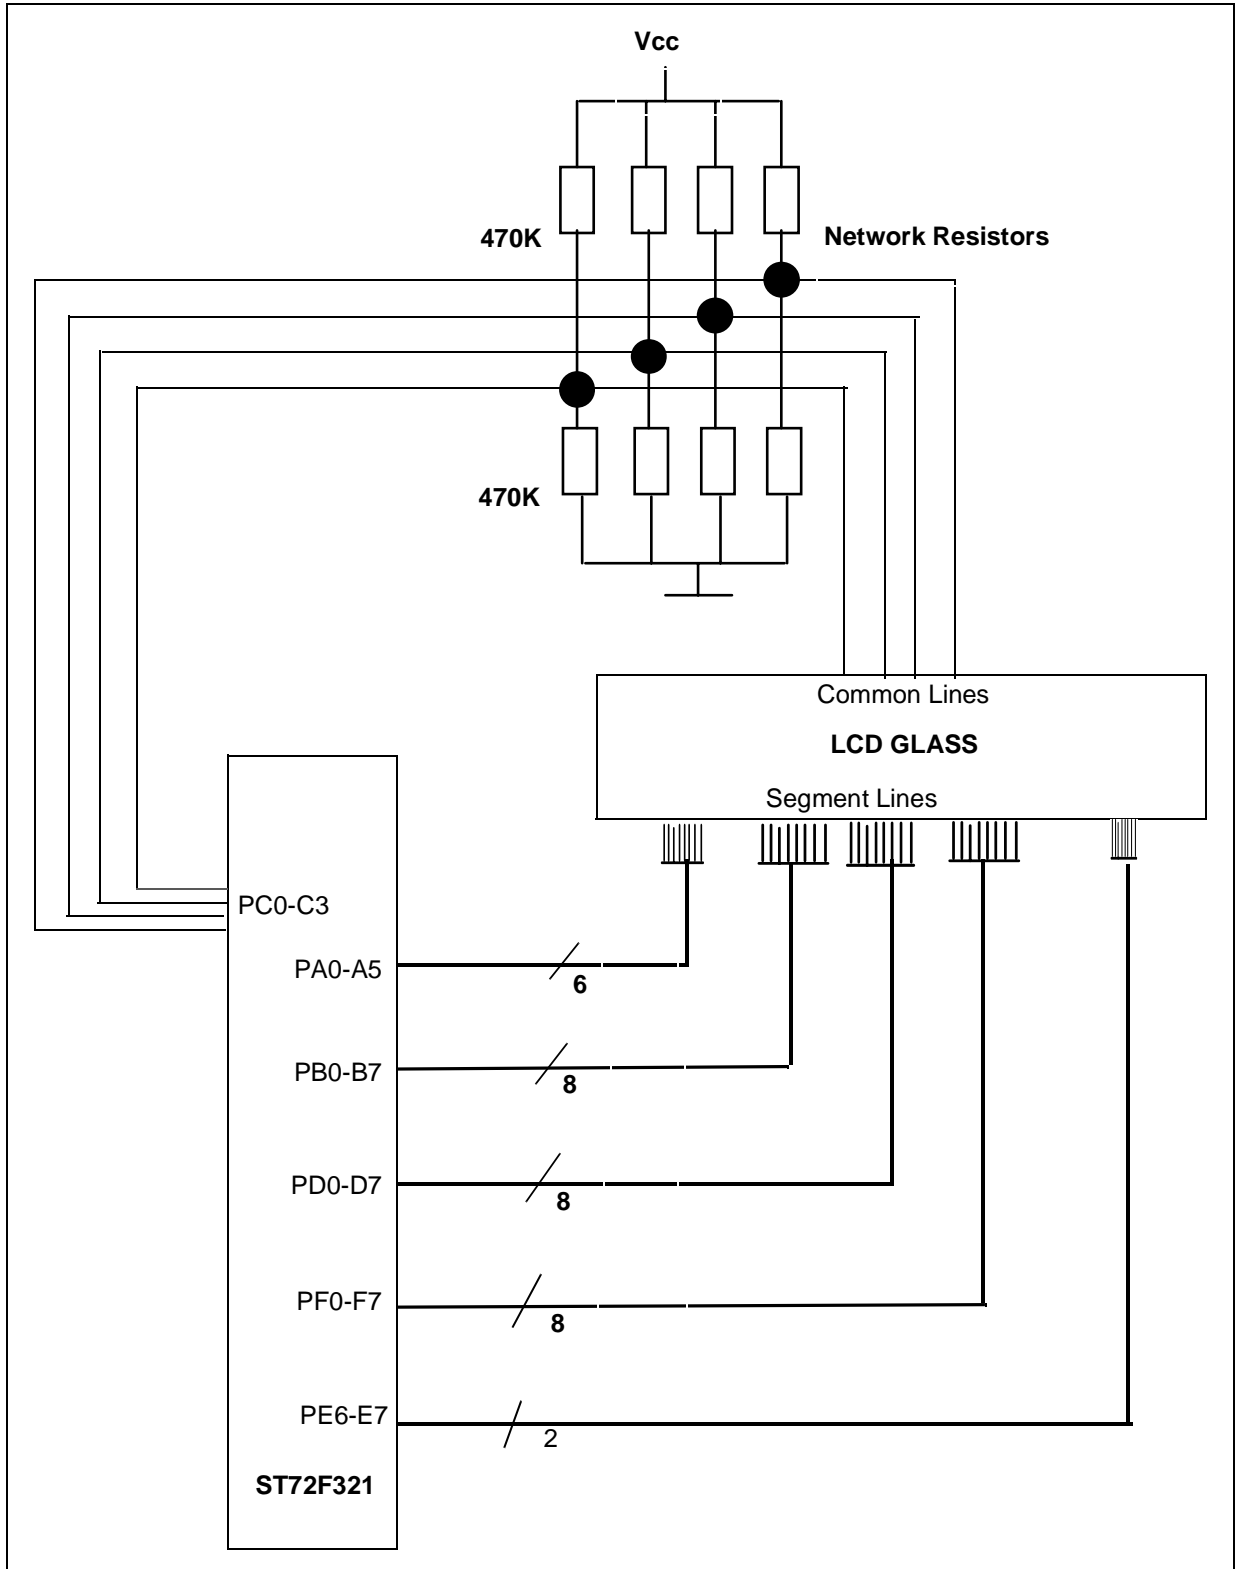 Vcc
470K
Network Resistors
470K
Common Lines
LCD GLASS
Segment Lines
PC0-C3
PA0-A5
6
PB0-B7
8
PD0-D7
8
PF0-F7
8
PE6-E7
2
ST72F321